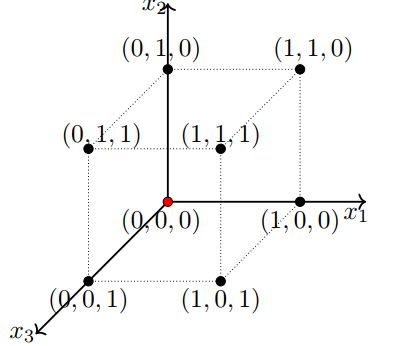 x₂
(0, 1, 0) (1, 1, 0)
(0, 1, 1) (1, 1, 1)
(0, 0, 0) (1, 0, 0) x₁
(0, 0, 1) (1, 0, 1)
x₃